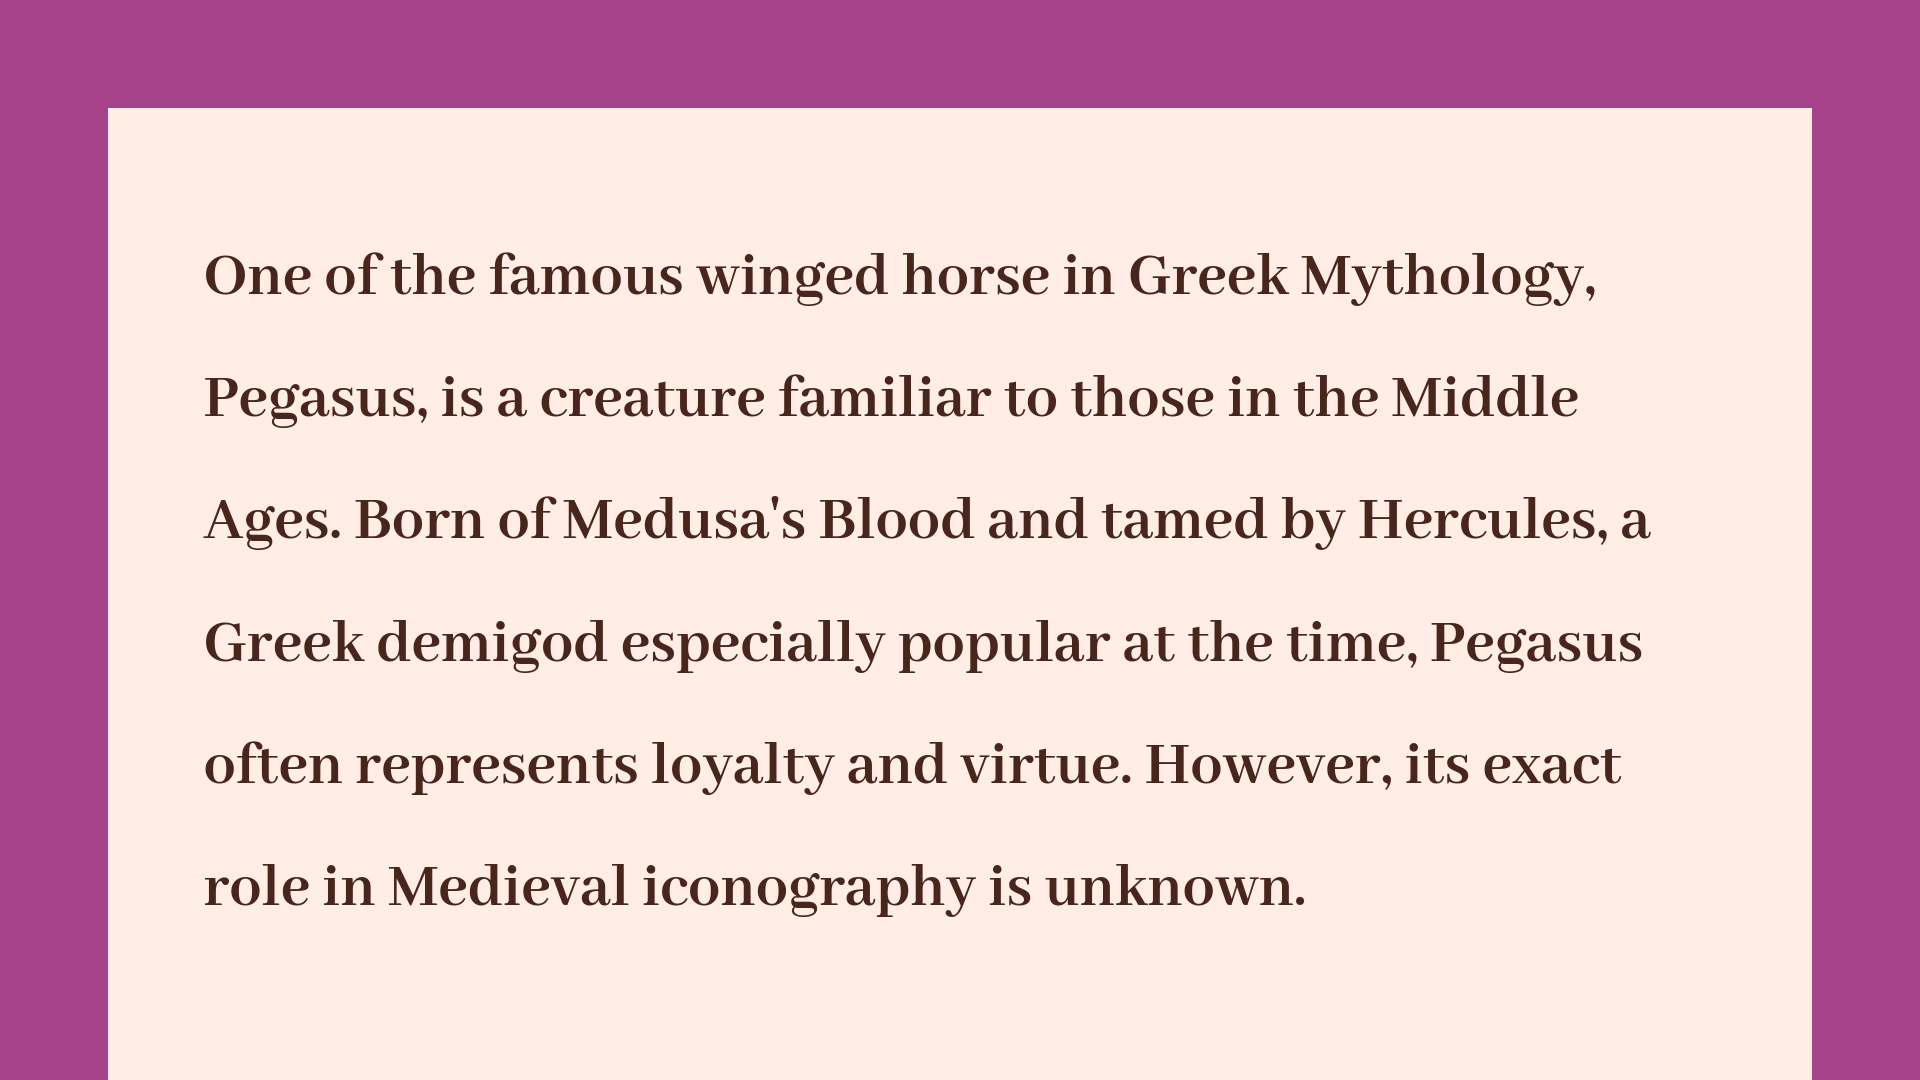 One of the famous winged horse in Greek Mythology,
Pegasus, is a creature familiar to those in the Middle
Ages. Born of Medusa's Blood and tamed by Hercules, a
Greek demigod especially popular at the time, Pegasus
often represents loyalty and virtue. However, its exact
role in Medieval iconography is unknown.